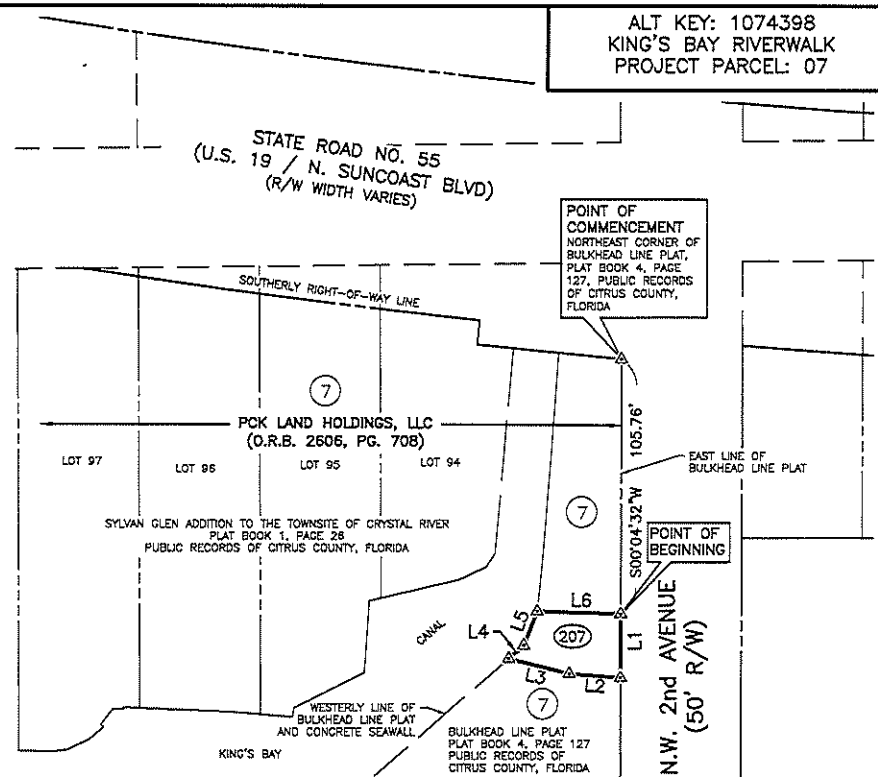 ALT KEY: 1074398
KING'S BAY RIVERWALK
PROJECT PARCEL: 07
STATE ROAD NO. 55
(U.S. 19 / N. SUNCOAST BLVD)
(R/W WIDTH VARIES)
POINT OF
COMMENCEMENT
NORTHEAST CORNER OF
BULKHEAD LINE PLAT,
PLAT BOOK 4, PAGE
127, PUBLIC RECORDS
OF CITRUS COUNTY,
FLORIDA
SOUTHERLY RIGHT-OF-WAY LINE
7
PCK LAND HOLDINGS, LLC
(O.R.B. 2606, PG. 708)
LOT 97
LOT 96
LOT 95
LOT 94
S00°04'32"W 105.76'
EAST LINE OF
BULKHEAD LINE PLAT
SYLVAN GLEN ADDITION TO THE TOWNSITE OF CRYSTAL RIVER
PLAT BOOK 1, PAGE 26
PUBLIC RECORDS OF CITRUS COUNTY, FLORIDA
7
POINT OF
BEGINNING
L6
L5
L4
207
L1
CANAL
L3
L2
N.W. 2nd AVENUE
(50' R/W)
7
WESTERLY LINE OF
BULKHEAD LINE PLAT
AND CONCRETE SEAWALL
KING'S BAY
BULKHEAD LINE PLAT
PLAT BOOK 4, PAGE 127
PUBLIC RECORDS OF
CITRUS COUNTY, FLORIDA